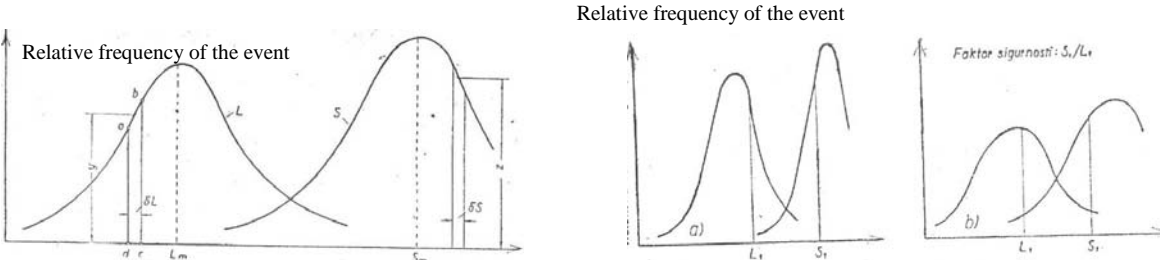 Relative frequency of the event
Relative frequency of the event
Faktor sigurnosti: S₁/L₁
b
a
L
S
y
z
δL
δS
d c Lm
a)
L₁ S₁
b)
L₁ S₁